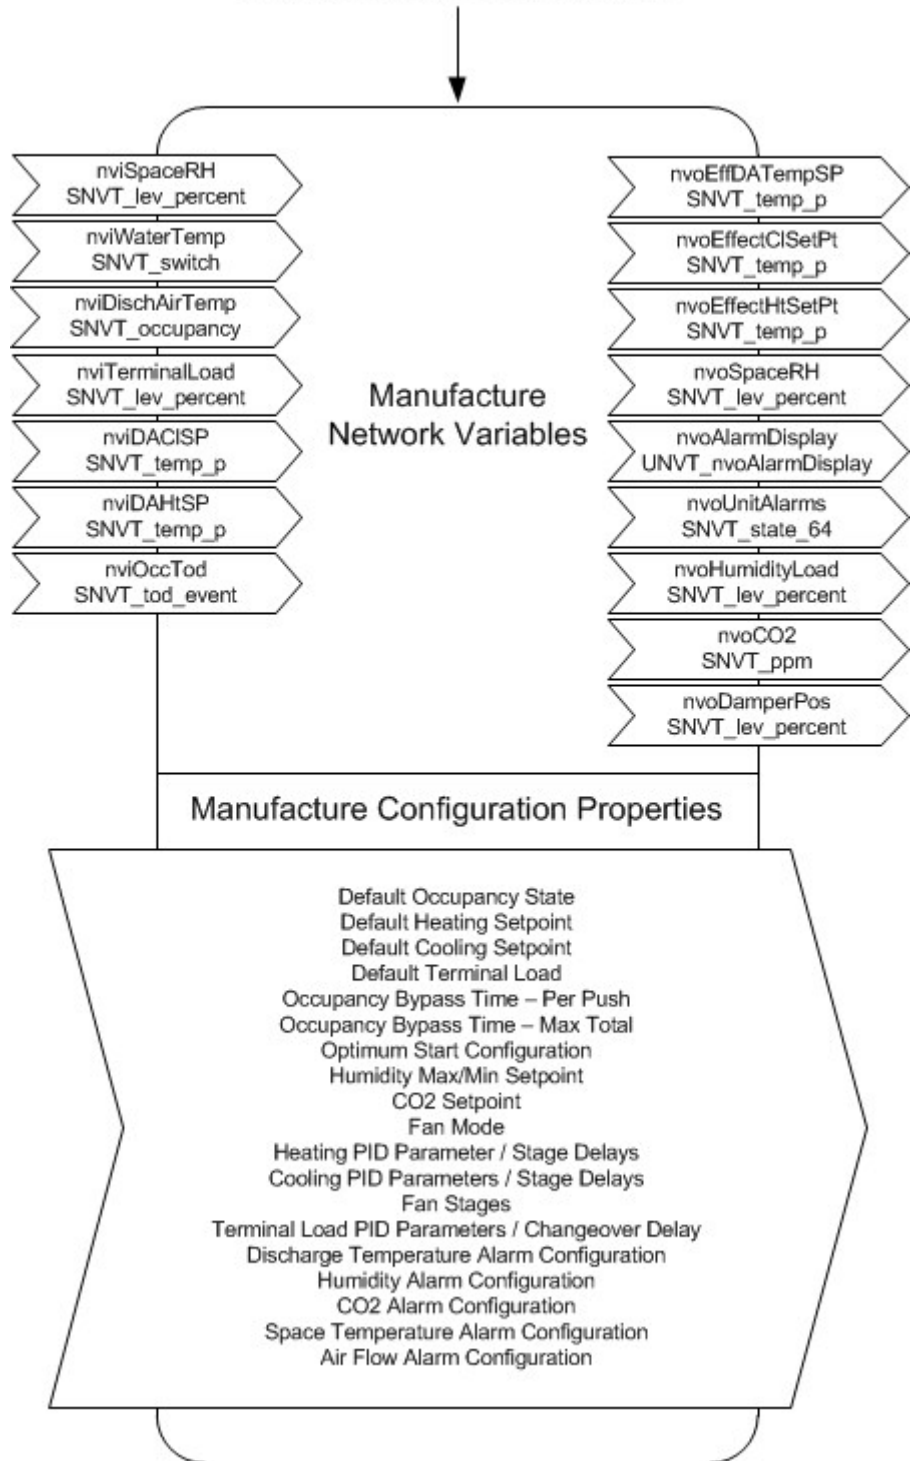 nviSpaceRH
SNVT_lev_percent
nviWaterTemp
SNVT_switch
nviDischAirTemp
SNVT_occupancy
nviTerminalLoad
SNVT_lev_percent
nviDAClSP
SNVT_temp_p
nviDAHtSP
SNVT_temp_p
nviOccTod
SNVT_tod_event
Manufacture
Network Variables
nvoEffDATempSP
SNVT_temp_p
nvoEffectClSetPt
SNVT_temp_p
nvoEffectHtSetPt
SNVT_temp_p
nvoSpaceRH
SNVT_lev_percent
nvoAlarmDisplay
UNVT_nvoAlarmDisplay
nvoUnitAlarms
SNVT_state_64
nvoHumidityLoad
SNVT_lev_percent
nvoCO2
SNVT_ppm
nvoDamperPos
SNVT_lev_percent
Manufacture Configuration Properties
Default Occupancy State
Default Heating Setpoint
Default Cooling Setpoint
Default Terminal Load
Occupancy Bypass Time – Per Push
Occupancy Bypass Time – Max Total
Optimum Start Configuration
Humidity Max/Min Setpoint
CO2 Setpoint
Fan Mode
Heating PID Parameter / Stage Delays
Cooling PID Parameters / Stage Delays
Fan Stages
Terminal Load PID Parameters / Changeover Delay
Discharge Temperature Alarm Configuration
Humidity Alarm Configuration
CO2 Alarm Configuration
Space Temperature Alarm Configuration
Air Flow Alarm Configuration